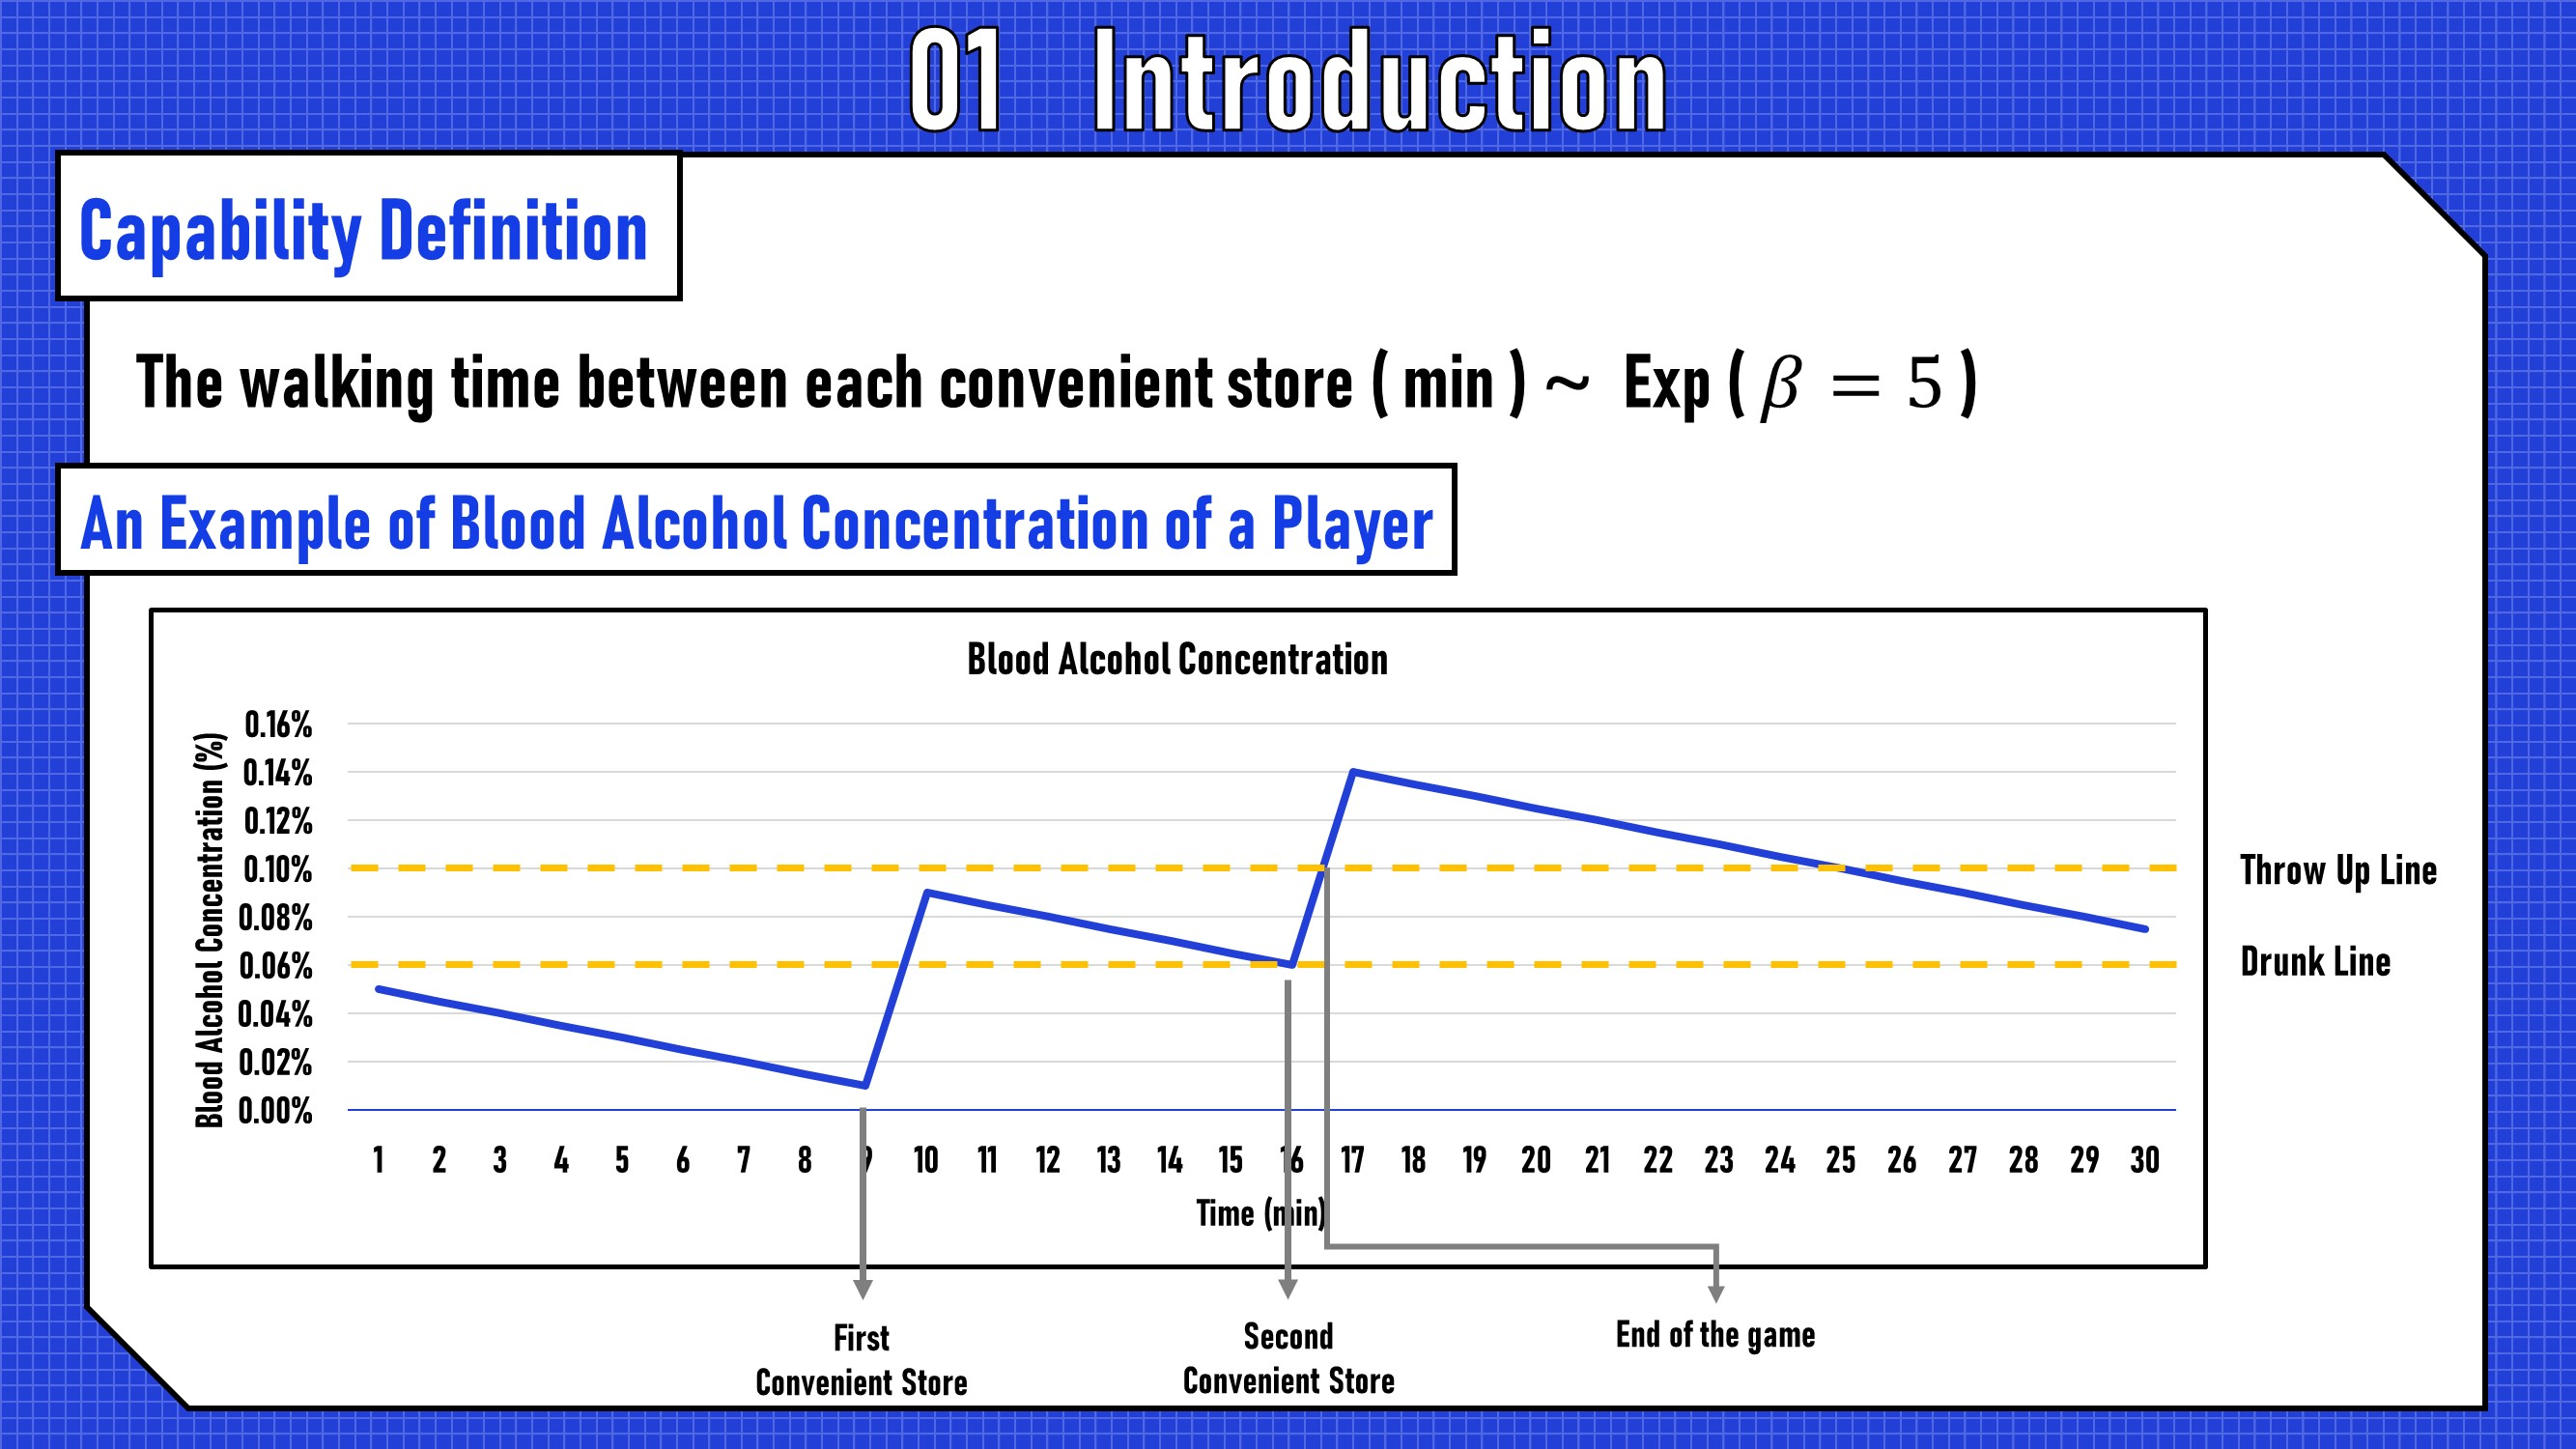 01 Introduction
Capability Definition
The walking time between each convenient store ( min ) ~ Exp ( β = 5 )
An Example of Blood Alcohol Concentration of a Player
Blood Alcohol Concentration
Blood Alcohol Concentration (%)
0.16%
0.14%
0.12%
0.10%
0.08%
0.06%
0.04%
0.02%
0.00%
Throw Up Line
Drunk Line
1 2 3 4 5 6 7 8 9 10 11 12 13 14 15 16 17 18 19 20 21 22 23 24 25 26 27 28 29 30
Time (min)
First
Convenient Store
Second
Convenient Store
End of the game